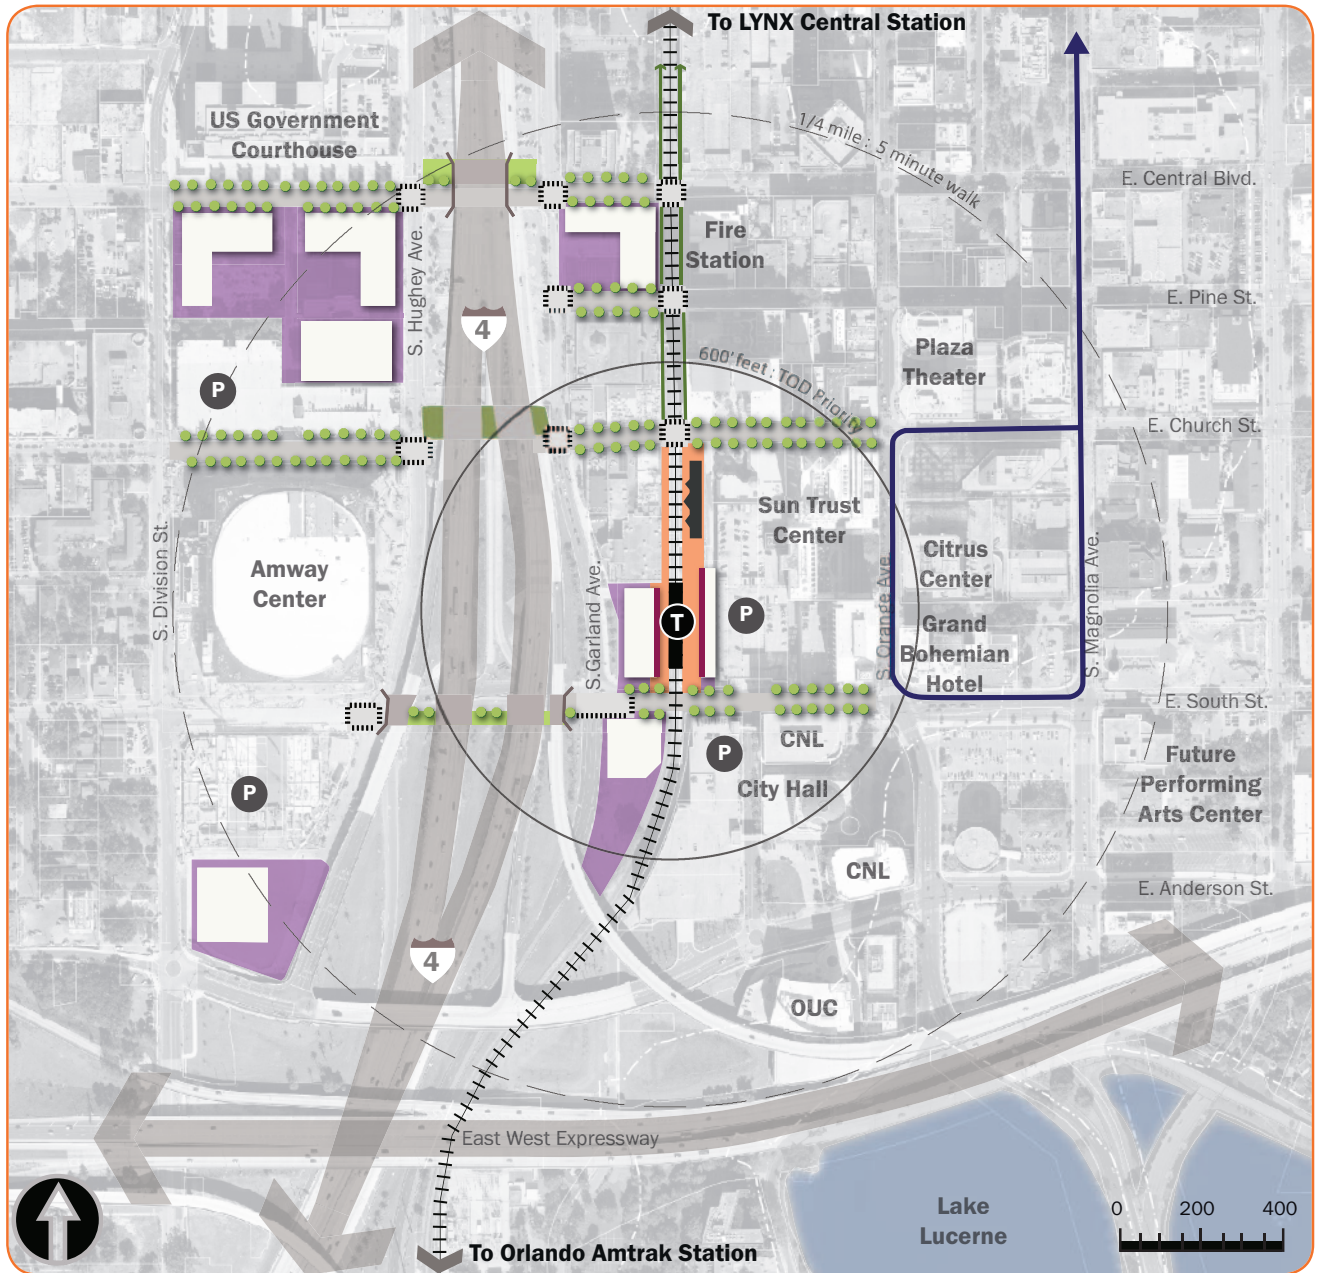 To LYNX Central Station
US Government
Courthouse
1/4 mile : 5 minute walk
E. Central Blvd.
S. Hughey Ave.
Fire
Station
E. Pine St.
4
Plaza
Theater
600' feet : TOD Priority
P
E. Church St.
Sun Trust
Center
S. Division St.
Amway
Center
S.Garland Ave.
T
P
S. Orange Ave.
Citrus
Center
Grand
Bohemian
Hotel
S. Magnolia Ave.
E. South St.
P
CNL
City Hall
Future
Performing
Arts Center
P
CNL
E. Anderson St.
4
OUC
East West Expressway
Lake
Lucerne
0 200 400
To Orlando Amtrak Station